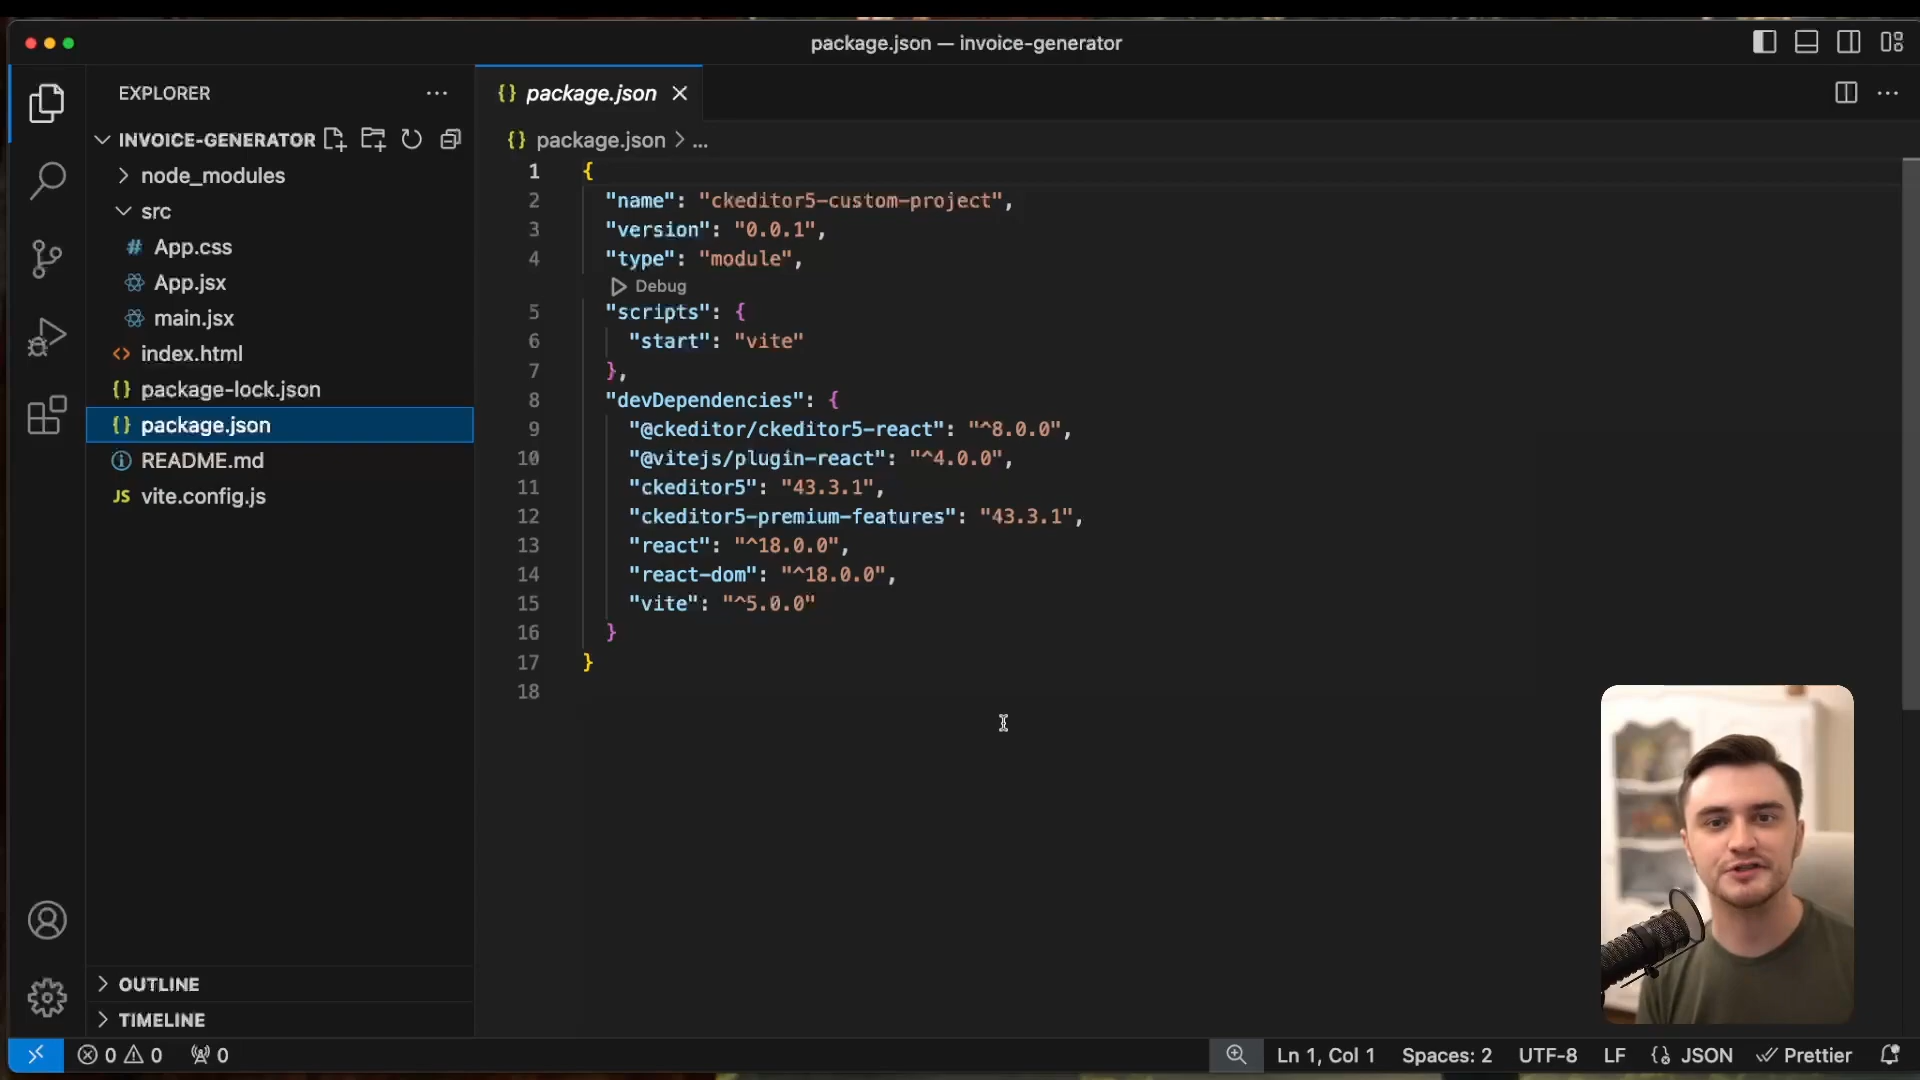 package.json — invoice-generator
EXPLORER
INVOICE-GENERATOR
node_modules
src
# App.css
App.jsx
main.jsx
<> index.html
{} package-lock.json
{} package.json
README.md
JS vite.config.js
OUTLINE
TIMELINE
{} package.json
{} package.json > ...
1 {
2 "name": "ckeditor5-custom-project",
3 "version": "0.0.1",
4 "type": "module",
Debug
5 "scripts": {
6 "start": "vite"
7 },
8 "devDependencies": {
9 "@ckeditor/ckeditor5-react": "^8.0.0",
10 "@vitejs/plugin-react": "^4.0.0",
11 "ckeditor5": "43.3.1",
12 "ckeditor5-premium-features": "43.3.1",
13 "react": "^18.0.0",
14 "react-dom": "^18.0.0",
15 "vite": "^5.0.0"
16 }
17 }
18
0 0 0 Ln 1, Col 1 Spaces: 2 UTF-8 LF JSON Prettier